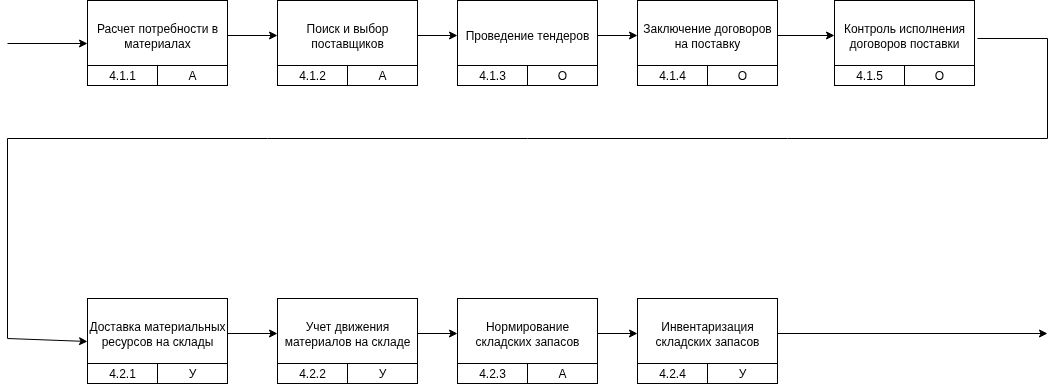 Расчет потребности в
материалах
4.1.1 А
Поиск и выбор
поставщиков
4.1.2 А
Проведение тендеров
4.1.3 О
Заключение договоров
на поставку
4.1.4 О
Контроль исполнения
договоров поставки
4.1.5 О
Доставка материальных
ресурсов на склады
4.2.1 У
Учет движения
материалов на складе
4.2.2 У
Нормирование
складских запасов
4.2.3 А
Инвентаризация
складских запасов
4.2.4 У